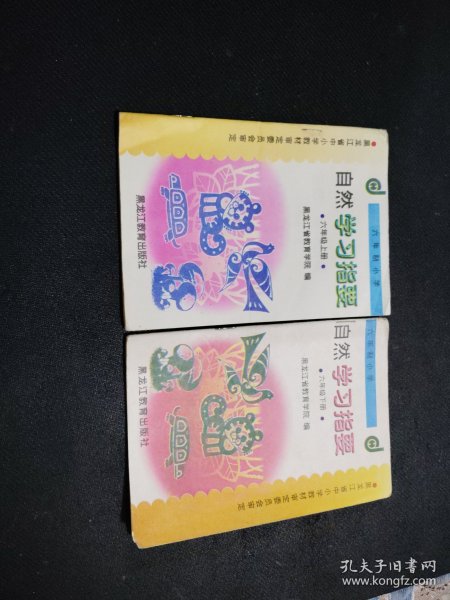 黑龙江省中小学教材审定委员会审定
六年制小学
自然 学习指要
•六年级上册•
黑龙江省教育学院 编
黑龙江教育出版社
六年制小学
自然 学习指要
•六年级下册•
黑龙江省教育学院 编
黑龙江教育出版社
黑龙江省中小学教材审定委员会审定
孔夫子旧书网
www.kongfz.com